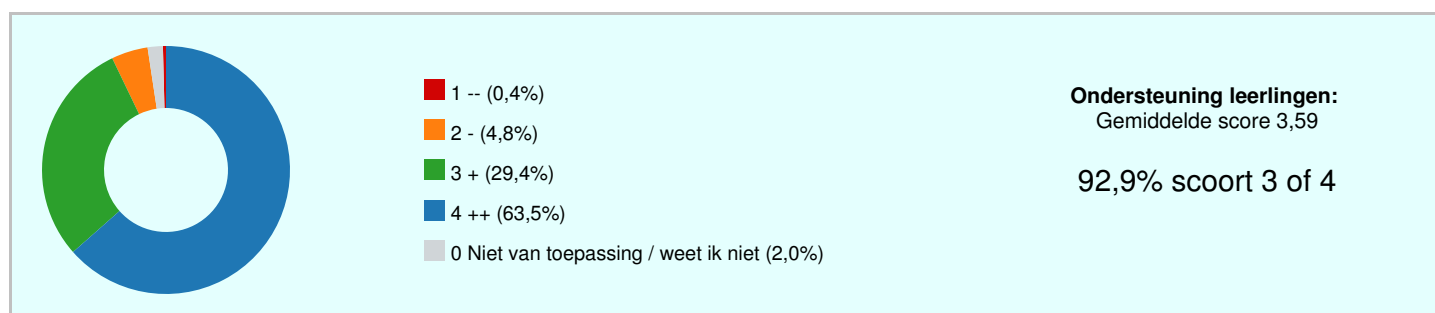 1 -- (0,4%)
2 - (4,8%)
3 + (29,4%)
4 ++ (63,5%)
0 Niet van toepassing / weet ik niet (2,0%)
Ondersteuning leerlingen:
Gemiddelde score 3,59
92,9% scoort 3 of 4